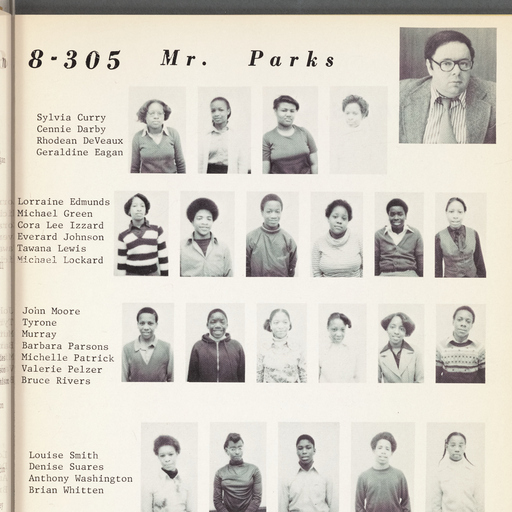 8-305 Mr. Parks
Sylvia Curry
Cennie Darby
Rhodean DeVeaux
Geraldine Eagan
Lorraine Edmunds
Michael Green
Cora Lee Izzard
Everard Johnson
Tawana Lewis
Michael Lockard
John Moore
Tyrone
Murray
Barbara Parsons
Michelle Patrick
Valerie Pelzer
Bruce Rivers
Louise Smith
Denise Suares
Anthony Washington
Brian Whitten